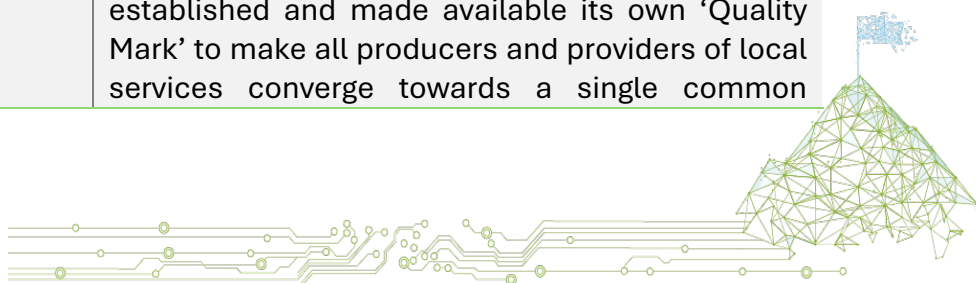 established and made available its own ‘Quality
Mark’ to make all producers and providers of local
services converge towards a single common